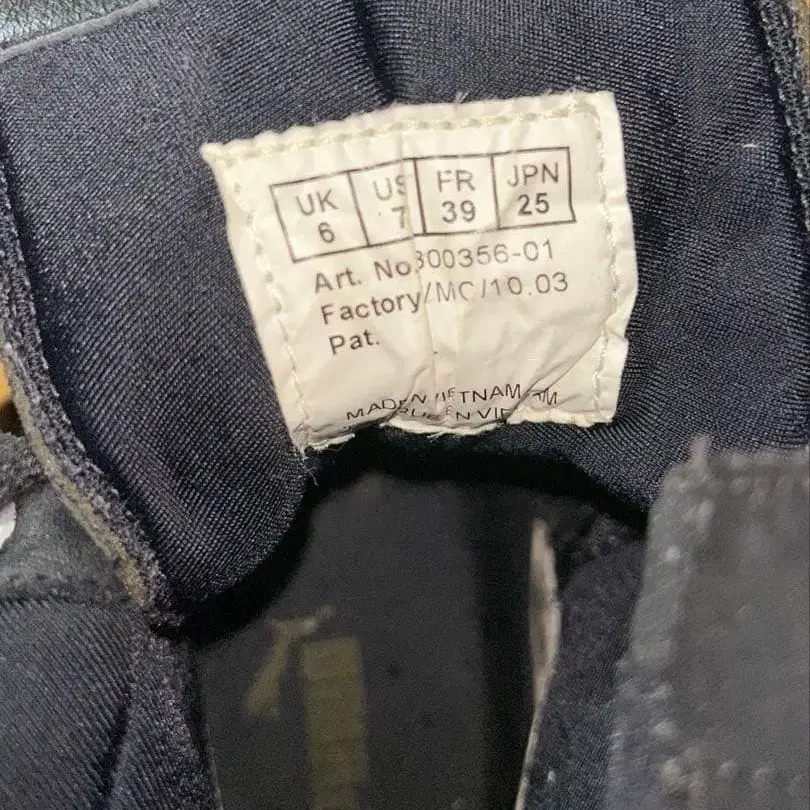 UK US FR JPN
6 7 39 25
Art. No 300356-01
Factory/MC/10.03
Pat.
MADE VIETNAM